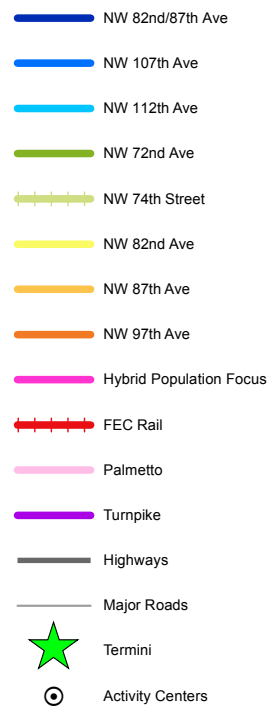 NW 82nd/87th Ave
NW 107th Ave
NW 112th Ave
NW 72nd Ave
NW 74th Street
NW 82nd Ave
NW 87th Ave
NW 97th Ave
Hybrid Population Focus
FEC Rail
Palmetto
Turnpike
Highways
Major Roads
Termini
Activity Centers